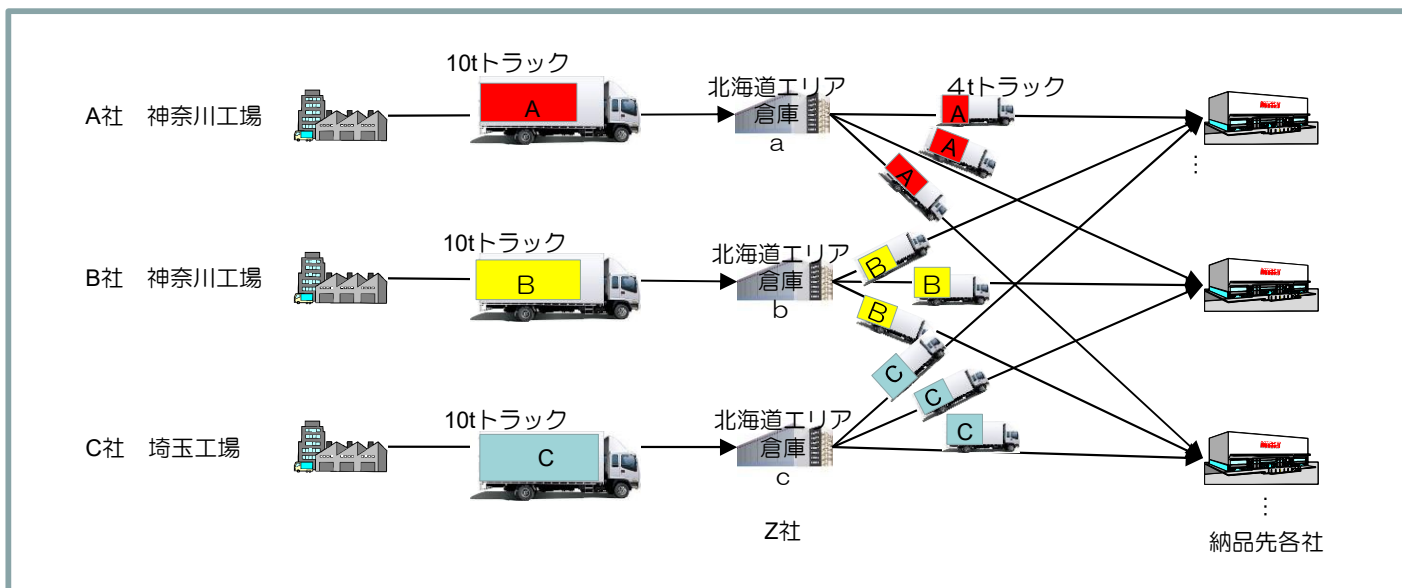 10tトラック
A社 神奈川工場
A
北海道エリア
倉庫
a
4tトラック
A
A
A
⋮
10tトラック
B社 神奈川工場
B
北海道エリア
倉庫
b
B
B
B
10tトラック
C社 埼玉工場
C
北海道エリア
倉庫
c
C
C
C
Z社
⋮
納品先各社